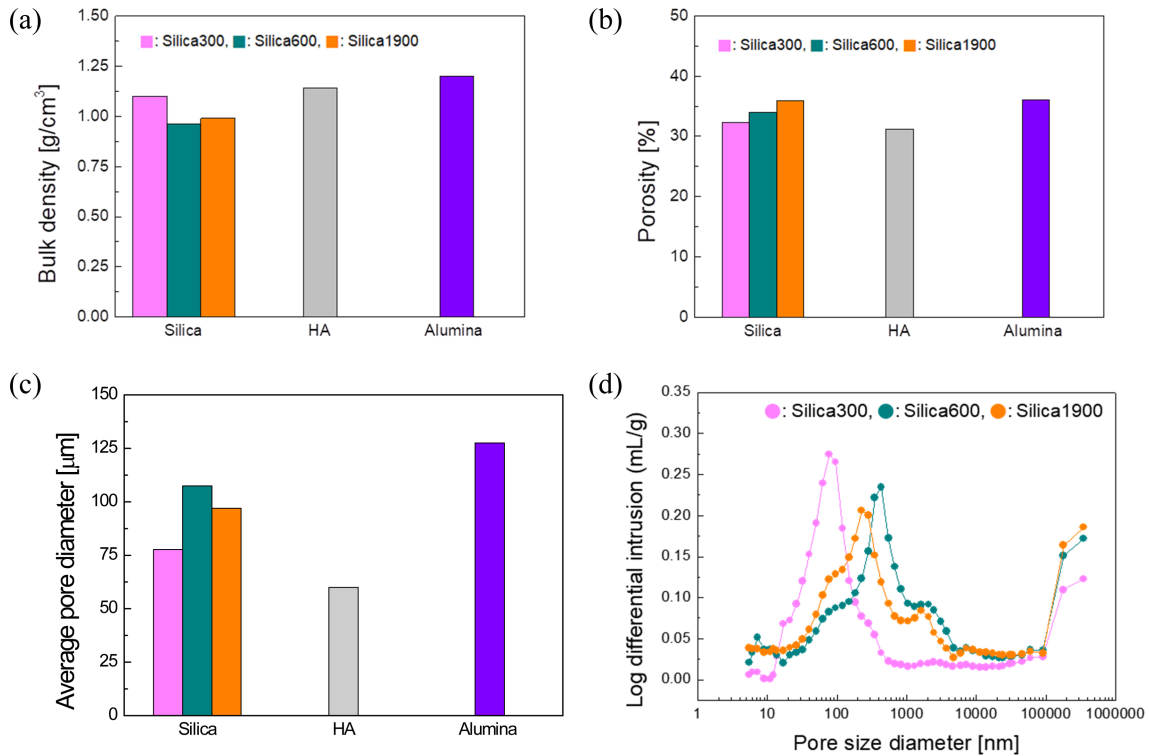 (a)
Bulk density [g/cm³]
1.50
1.25
1.00
0.75
0.50
0.25
0.00
: Silica300, : Silica600, : Silica1900
Silica HA Alumina
(b)
Porosity [%]
50
40
30
20
10
0
: Silica300, : Silica600, : Silica1900
Silica HA Alumina
(c)
Average pore diameter [μm]
150
125
100
75
50
25
0
Silica HA Alumina
(d)
Log differential intrusion (mL/g)
0.35
0.30
0.25
0.20
0.15
0.10
0.05
0.00
: Silica300, : Silica600, : Silica1900
1 10 100 1000 10000 100000 1000000
Pore size diameter [nm]